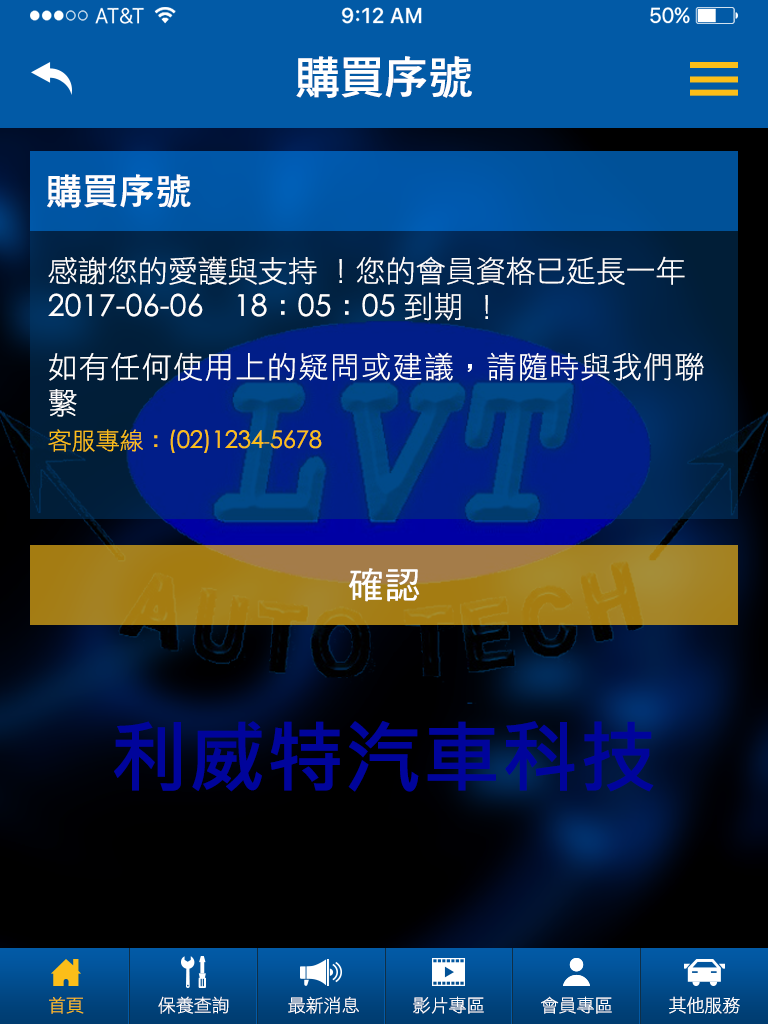 AT&T 9:12 AM 50%
購買序號
購買序號
感謝您的愛護與支持 ！您的會員資格已延長一年
2017-06-06　18：05：05 到期 ！
如有任何使用上的疑問或建議，請隨時與我們聯
繫
客服專線：(02)1234-5678
LVT
確認
AUTO TECH
利威特汽車科技
首頁 保養查詢 最新消息 影片專區 會員專區 其他服務